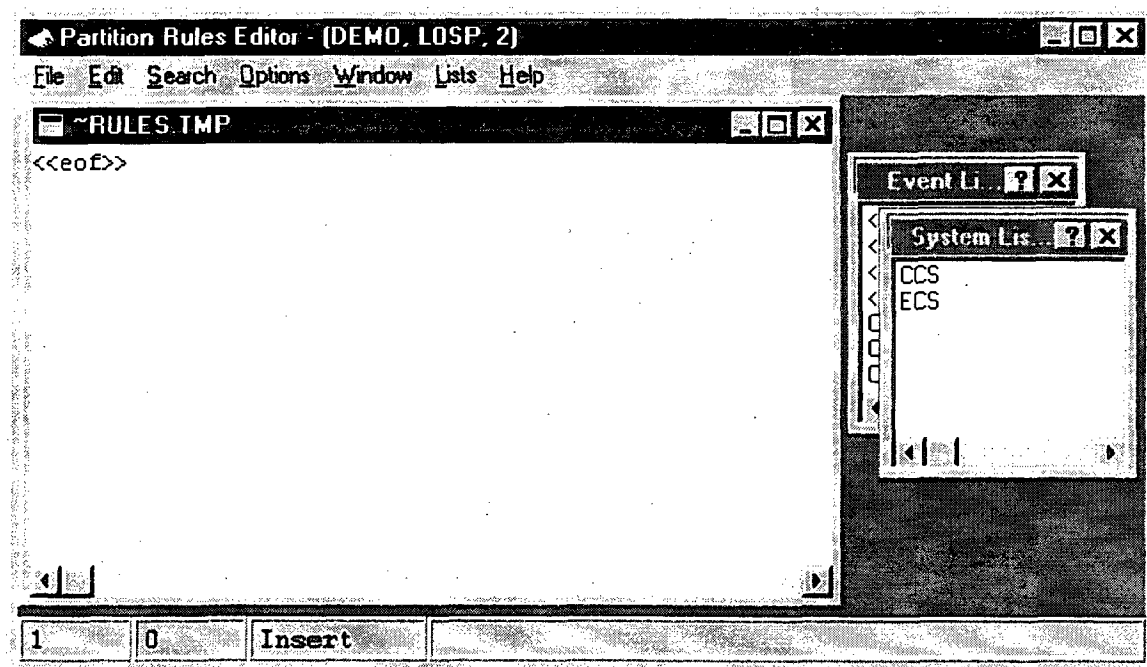 Partition Rules Editor - (DEMO, LOSP, 2)
File Edit Search Options Window Lists Help
~RULES.TMP
<<eof>>
Event Li...
System Lis...
CCS
ECS
1 0 Insert